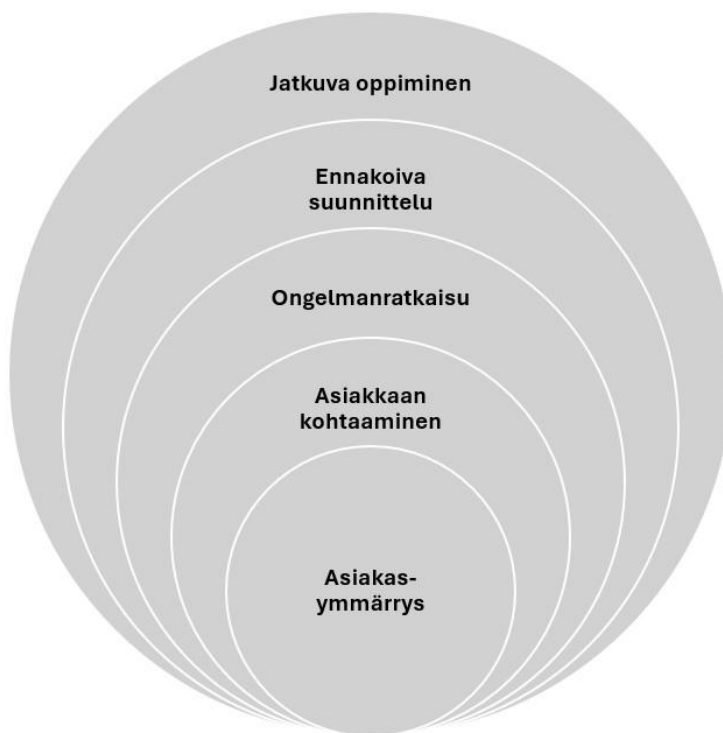 Jatkuva oppiminen
Ennakoiva
suunnittelu
Ongelmanratkaisu
Asiakkaan
kohtaaminen
Asiakas-
ymmärrys